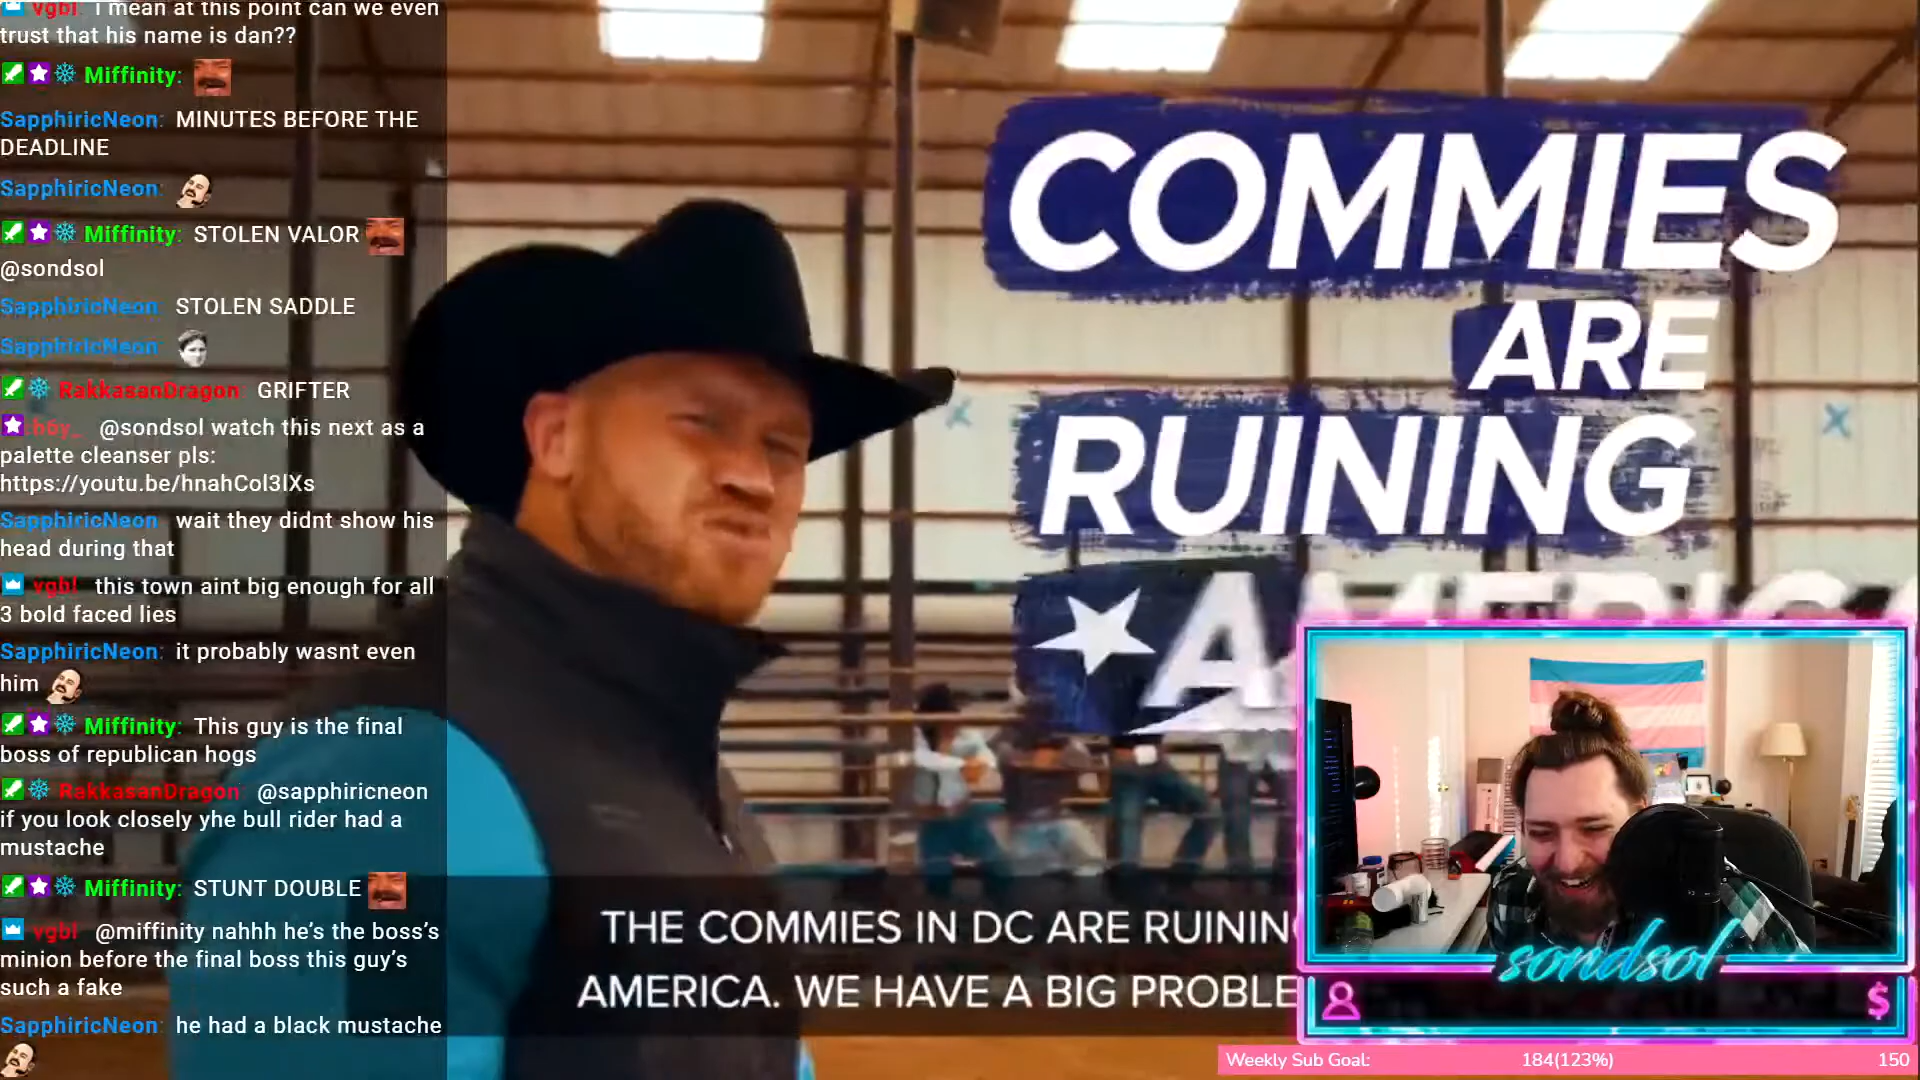 vgbl: i mean at this point can we even
trust that his name is dan??
Miffinity:
SapphiricNeon: MINUTES BEFORE THE
DEADLINE
SapphiricNeon:
Miffinity: STOLEN VALOR
@sondsol
SapphiricNeon: STOLEN SADDLE
SapphiricNeon:
RakkasanDragon: GRIFTER
h6y_: @sondsol watch this next as a
palette cleanser pls:
https://youtu.be/hnahCol3lXs
SapphiricNeon: wait they didnt show his
head during that
vgbl: this town aint big enough for all
3 bold faced lies
SapphiricNeon: it probably wasnt even
him
Miffinity: This guy is the final
boss of republican hogs
RakkasanDragon: @sapphiricneon
if you look closely yhe bull rider had a
mustache
Miffinity: STUNT DOUBLE
vgbl: @miffinity nahhh he's the boss's
minion before the final boss this guy's
such a fake
SapphiricNeon: he had a black mustache
COMMIES
ARE
RUINING
AMERICA
THE COMMIES IN DC ARE RUININ
AMERICA. WE HAVE A BIG PROBLE
sondsol
$
Weekly Sub Goal: 184(123%) 150